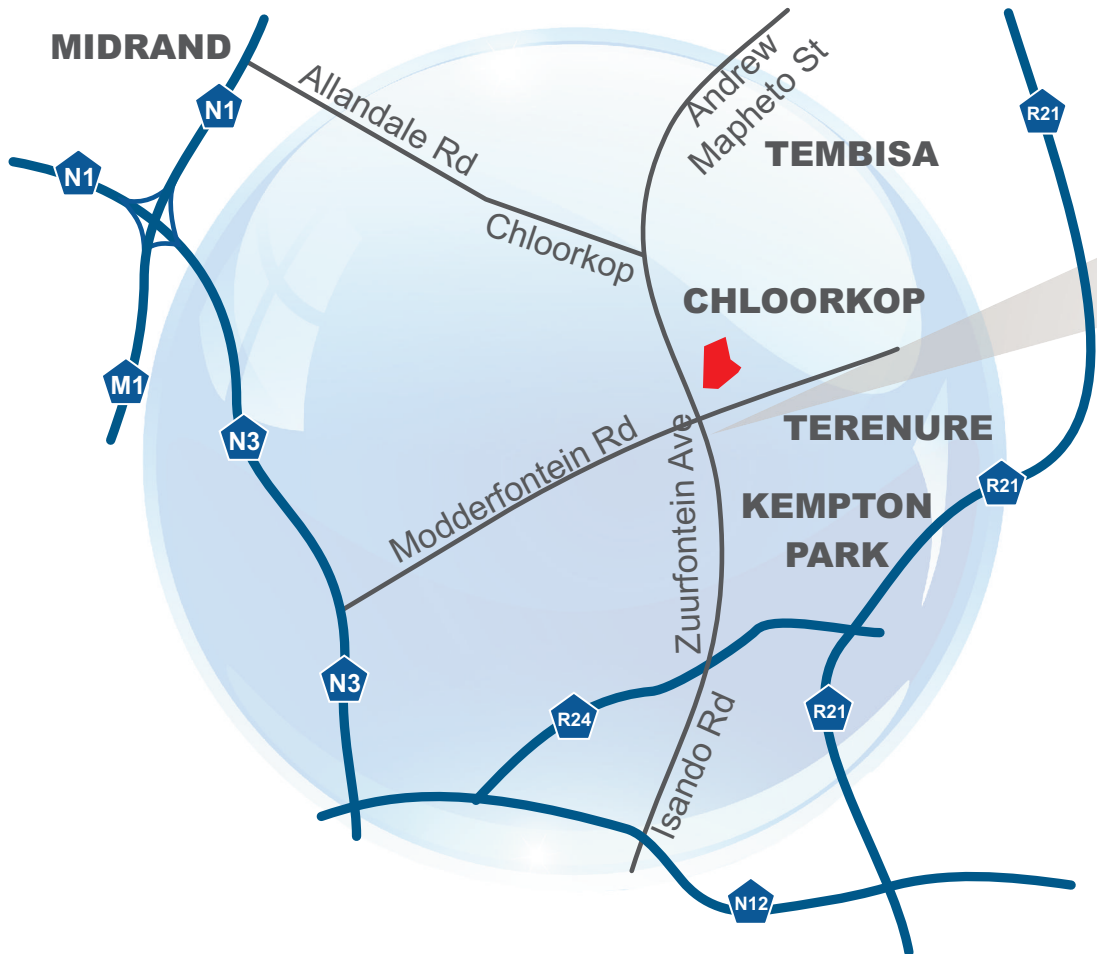 MIDRAND
N1
Allandale Rd
Andrew
Mapheto St
R21
TEMBISA
N1
Chloorkop
CHLOORKOP
M1
N3
Modderfontein Rd
TERENURE
R21
Zuurfontein Ave
KEMPTON
PARK
N3
R24
R21
Isando Rd
N12